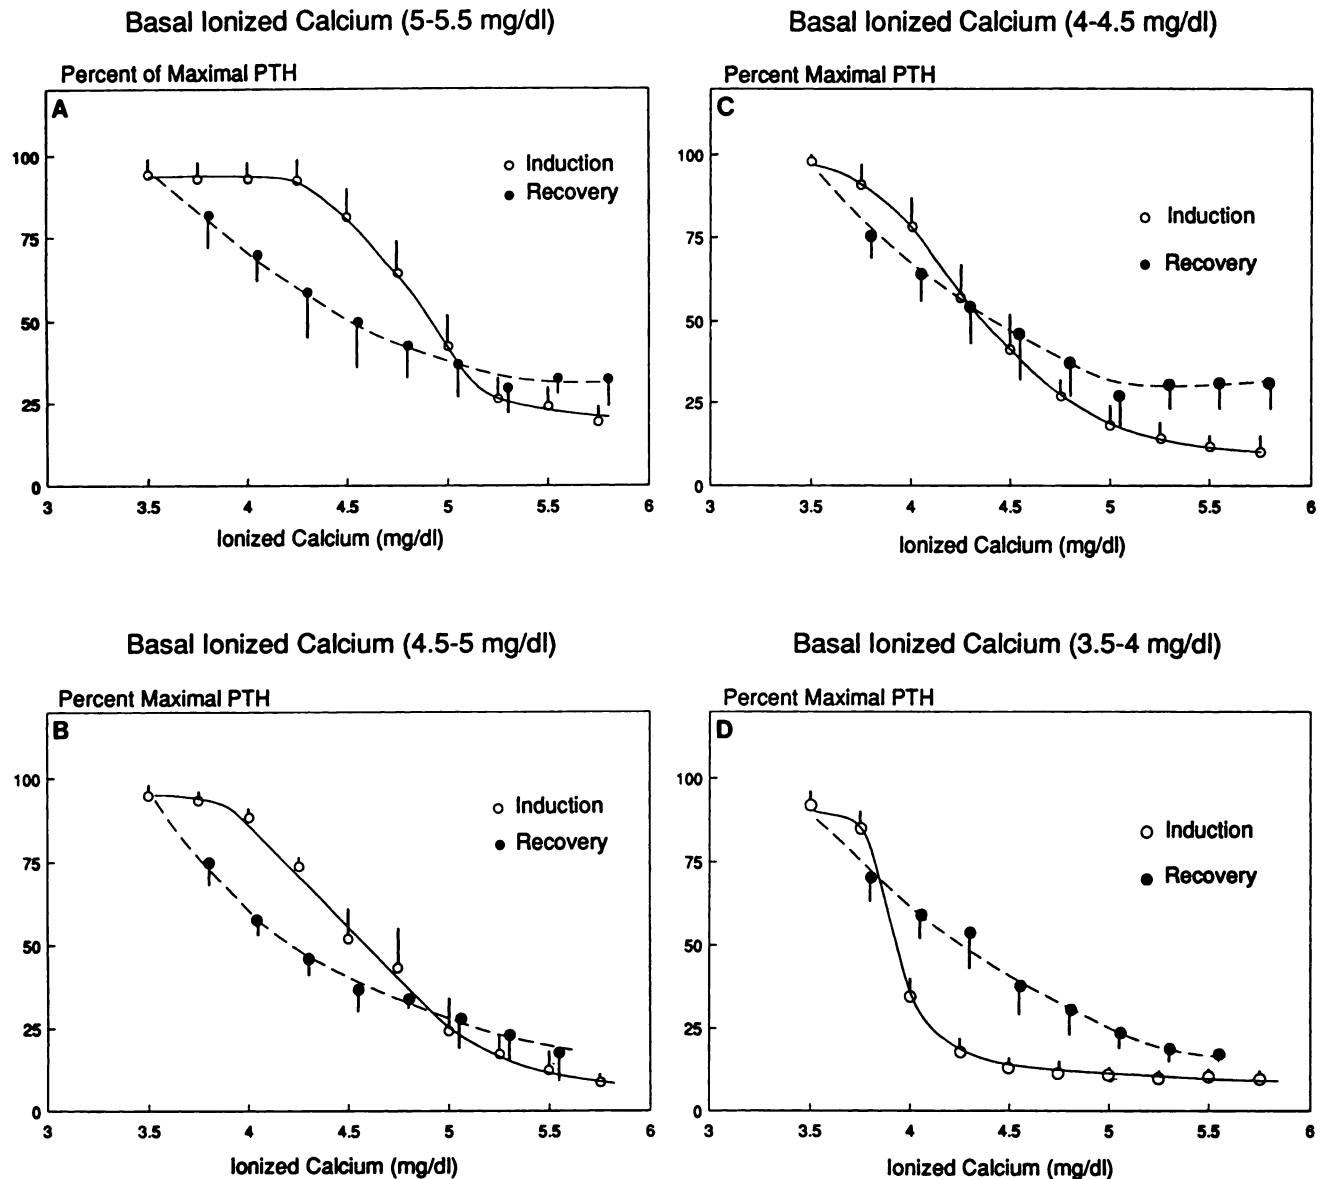 Basal Ionized Calcium (5-5.5 mg/dl)
Percent of Maximal PTH
A
Induction
Recovery
100
75
50
25
0
3 3.5 4 4.5 5 5.5 6
Ionized Calcium (mg/dl)
Basal Ionized Calcium (4-4.5 mg/dl)
Percent Maximal PTH
C
Induction
Recovery
100
75
50
25
0
3 3.5 4 4.5 5 5.5 6
Ionized Calcium (mg/dl)
Basal Ionized Calcium (4.5-5 mg/dl)
Percent Maximal PTH
B
Induction
Recovery
100
75
50
25
0
3 3.5 4 4.5 5 5.5 6
Ionized Calcium (mg/dl)
Basal Ionized Calcium (3.5-4 mg/dl)
Percent Maximal PTH
D
Induction
Recovery
100
75
50
25
0
3 3.5 4 4.5 5 5.5 6
Ionized Calcium (mg/dl)